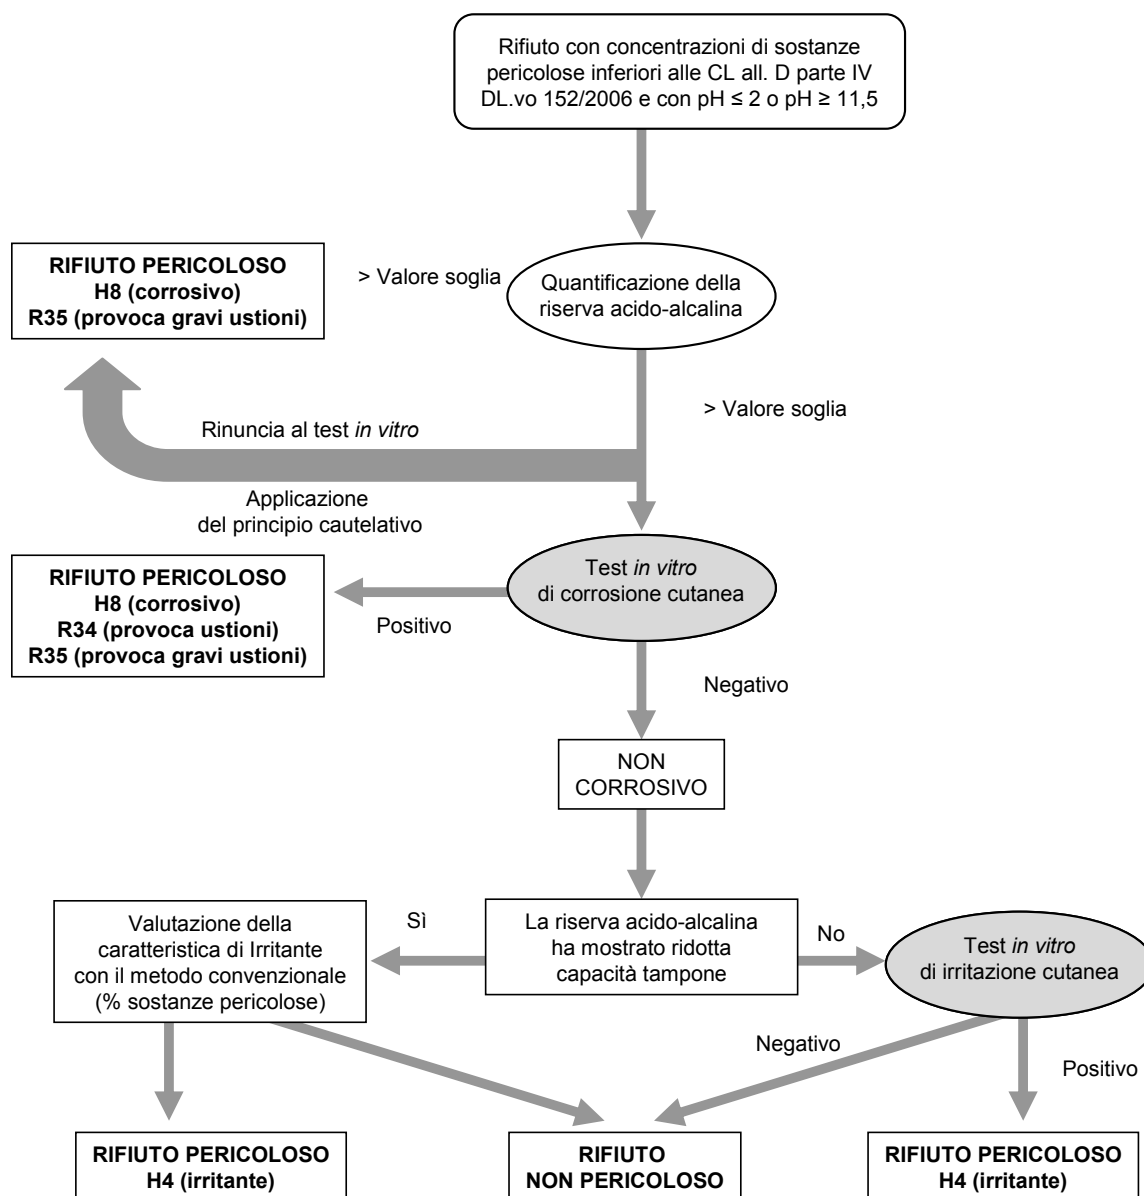 Rifiuto con concentrazioni di sostanze
pericolose inferiori alle CL all. D parte IV
DL.vo 152/2006 e con pH ≤ 2 o pH ≥ 11,5
RIFIUTO PERICOLOSO
H8 (corrosivo)
R35 (provoca gravi ustioni)
> Valore soglia
Quantificazione della
riserva acido-alcalina
> Valore soglia
Rinuncia al test in vitro
Applicazione
del principio cautelativo
RIFIUTO PERICOLOSO
H8 (corrosivo)
R34 (provoca ustioni)
R35 (provoca gravi ustioni)
Positivo
Test in vitro
di corrosione cutanea
Negativo
NON
CORROSIVO
Valutazione della
caratteristica di Irritante
con il metodo convenzionale
(% sostanze pericolose)
Sì
La riserva acido-alcalina
ha mostrato ridotta
capacità tampone
No
Test in vitro
di irritazione cutanea
Negativo
Positivo
RIFIUTO PERICOLOSO
H4 (irritante)
RIFIUTO
NON PERICOLOSO
RIFIUTO PERICOLOSO
H4 (irritante)